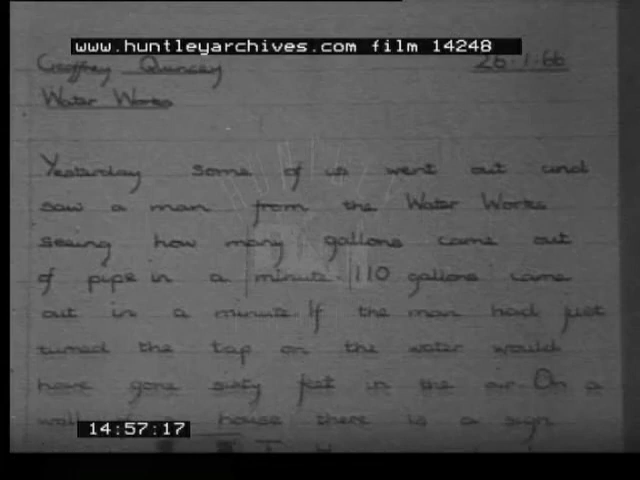 www.huntleyarchives.com film 14248
Geoffrey Quincey 26.1.66
Water Works
Yesterday some of us went out and
saw a man from the Water Works
seeing how many gallons came out
of pipe in a minute. 110 gallons came
out in a minute. If the man had just
turned the tap on the water would
have gone sixty feet in the air. On a
wall of a house there is a sign
14:57:17